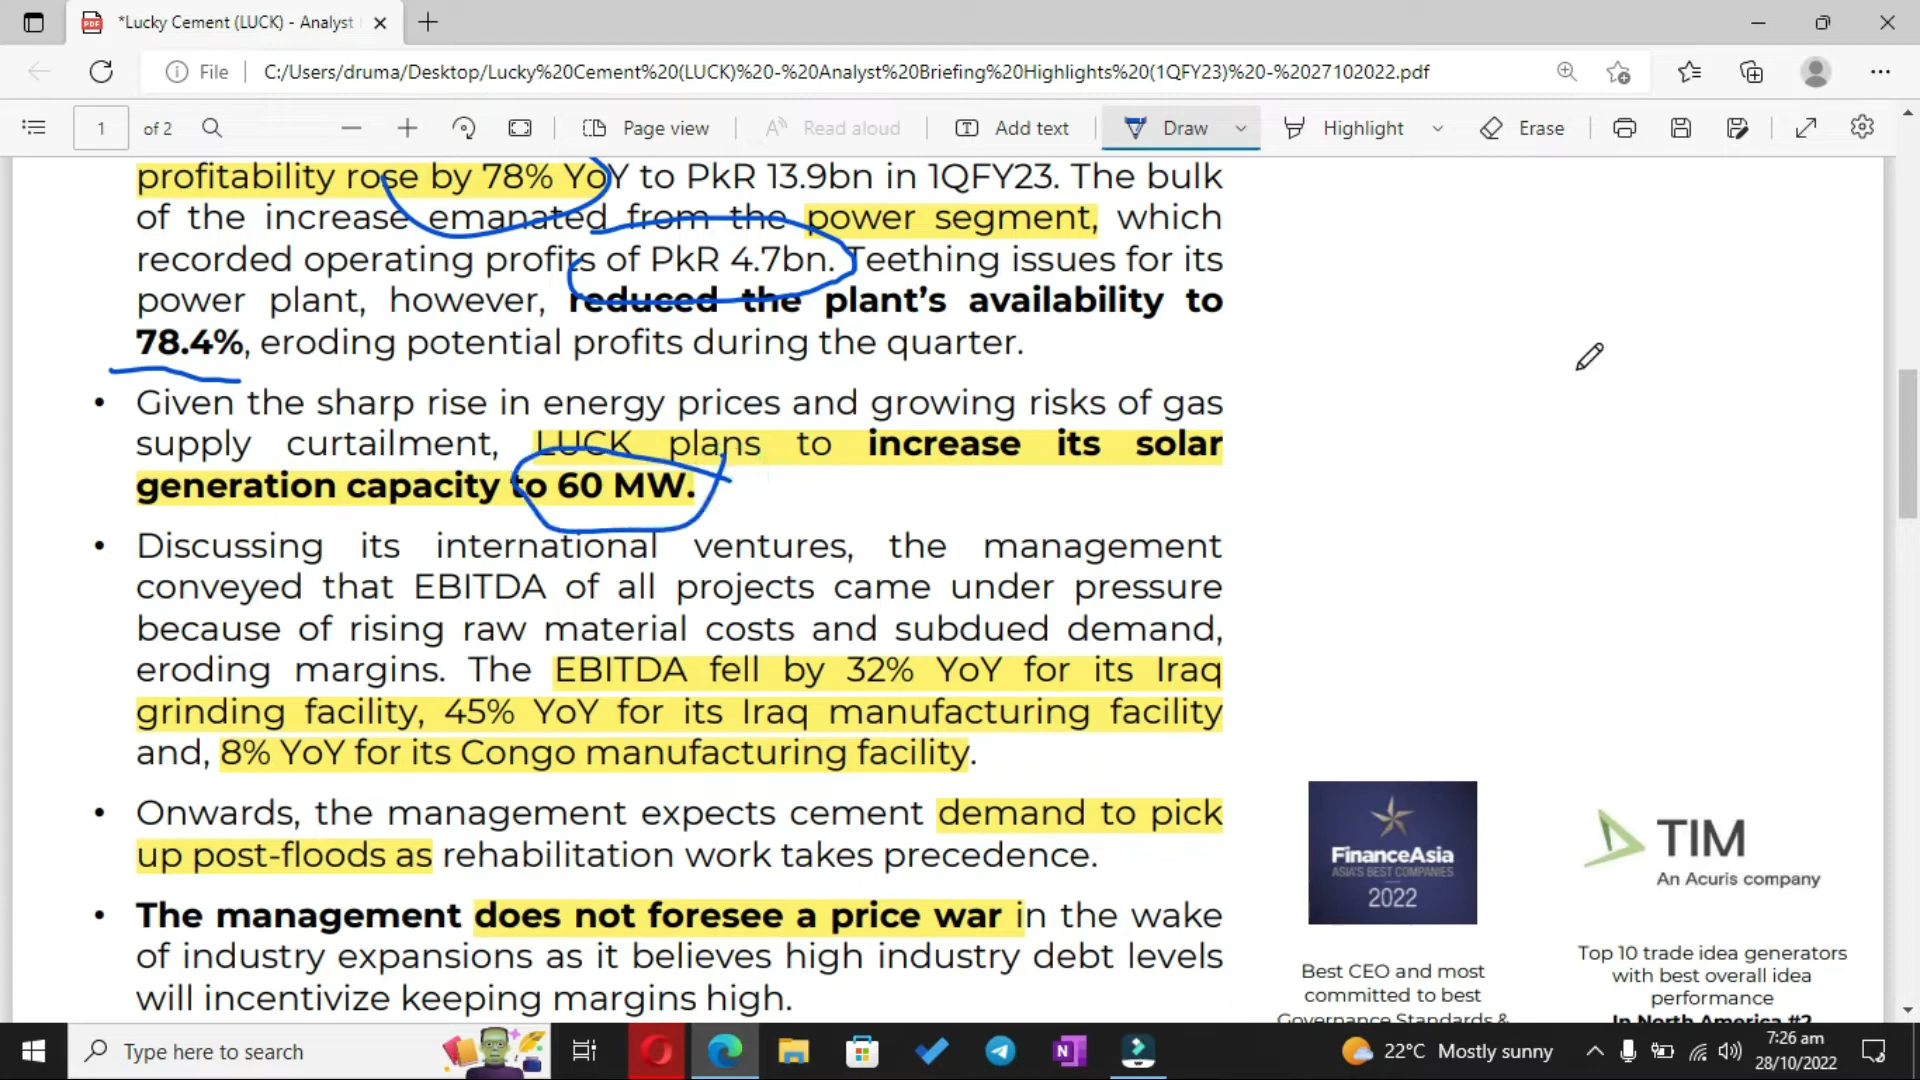 *Lucky Cement (LUCK) - Analyst
File
C:/Users/druma/Desktop/Lucky%20Cement%20(LUCK)%20-%20Analyst%20Briefing%20Highlights%20(1QFY23)%20-%2027102022.pdf
1 of 2
Page view
Read aloud
Add text
Draw
Highlight
Erase
profitability rose by 78% YoY to PkR 13.9bn in 1QFY23. The bulk
of the increase emanated from the power segment, which
recorded operating profits of PkR 4.7bn. Teething issues for its
power plant, however, reduced the plant's availability to
78.4%, eroding potential profits during the quarter.
• Given the sharp rise in energy prices and growing risks of gas
supply curtailment, LUCK plans to increase its solar
generation capacity to 60 MW.
• Discussing its international ventures, the management
conveyed that EBITDA of all projects came under pressure
because of rising raw material costs and subdued demand,
eroding margins. The EBITDA fell by 32% YoY for its Iraq
grinding facility, 45% YoY for its Iraq manufacturing facility
and, 8% YoY for its Congo manufacturing facility.
• Onwards, the management expects cement demand to pick
up post-floods as rehabilitation work takes precedence.
• The management does not foresee a price war in the wake
of industry expansions as it believes high industry debt levels
will incentivize keeping margins high.
FinanceAsia
ASIA'S BEST COMPANIES
2022
TIM
An Acuris company
Best CEO and most
committed to best
Governance Standards &
Top 10 trade idea generators
with best overall idea
performance
In North America #2
Type here to search
22°C Mostly sunny
7:26 am
28/10/2022